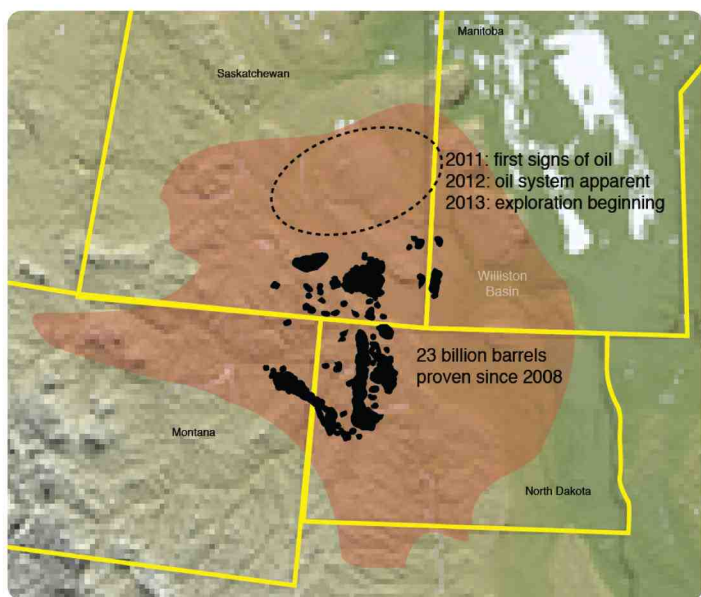 Manitoba
Saskatchewan
2011: first signs of oil
2012: oil system apparent
2013: exploration beginning
Williston
Basin
23 billion barrels
proven since 2008
Montana
North Dakota